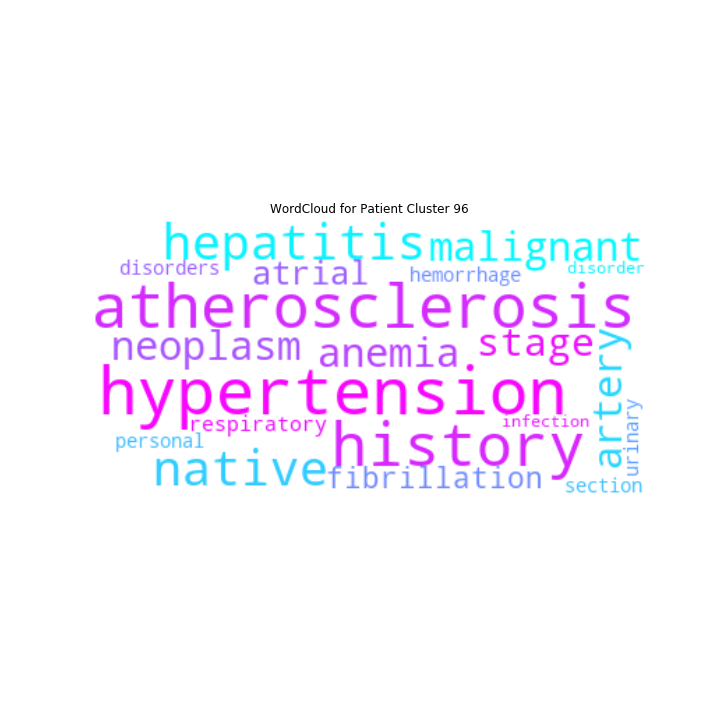 WordCloud for Patient Cluster 96
hepatitis malignant
disorders atrial hemorrhage disorder
atherosclerosis
neoplasm anemia stage artery
hypertension
respiratory infection urinary
personal history
native fibrillation section